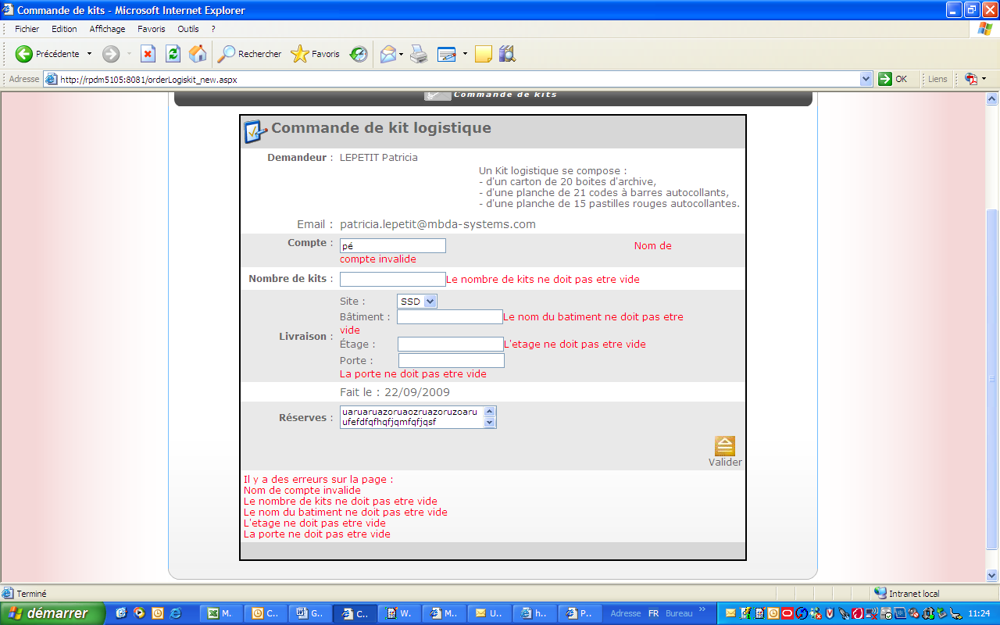 Commande de kits - Microsoft Internet Explorer
Fichier Edition Affichage Favoris Outils ?
Précédente Rechercher Favoris
Adresse http://rpdm5105:8081/orderLogiskit_new.aspx OK Liens
Commande de kits
Commande de kit logistique
Demandeur : LEPETIT Patricia
Un Kit logistique se compose :
- d'un carton de 20 boites d'archive,
- d'une planche de 21 codes à barres autocollants,
- d'une planche de 15 pastilles rouges autocollantes.
Email : patricia.lepetit@mbda-systems.com
Compte : pé Nom de
compte invalide
Nombre de kits : Le nombre de kits ne doit pas etre vide
Site : SSD
Bâtiment : Le nom du batiment ne doit pas etre
vide
Livraison :
Étage : L'etage ne doit pas etre vide
Porte :
La porte ne doit pas etre vide
Fait le : 22/09/2009
Réserves : uaruaruazoruaozruazoruzoaru
ufefdfqfhqfjqmfqfjqsf
Valider
Il y a des erreurs sur la page :
Nom de compte invalide
Le nombre de kits ne doit pas etre vide
Le nom du batiment ne doit pas etre vide
L'etage ne doit pas etre vide
La porte ne doit pas etre vide
Terminé Intranet local
démarrer M. C.. G.. C.. W. M.. U.. h.. P.. Adresse FR Bureau » 11:24